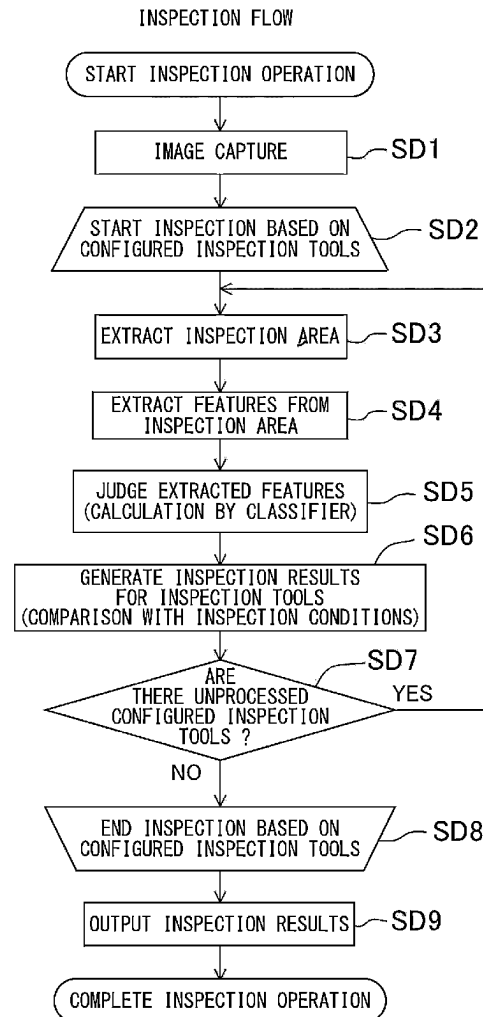 INSPECTION FLOW
START INSPECTION OPERATION
IMAGE CAPTURE
SD1
START INSPECTION BASED ON
CONFIGURED INSPECTION TOOLS
SD2
EXTRACT INSPECTION AREA
SD3
EXTRACT FEATURES FROM
INSPECTION AREA
SD4
JUDGE EXTRACTED FEATURES
(CALCULATION BY CLASSIFIER)
SD5
SD6
GENERATE INSPECTION RESULTS
FOR INSPECTION TOOLS
(COMPARISON WITH INSPECTION CONDITIONS)
SD7
ARE
THERE UNPROCESSED
CONFIGURED INSPECTION
TOOLS ?
YES
NO
END INSPECTION BASED ON
CONFIGURED INSPECTION TOOLS
SD8
OUTPUT INSPECTION RESULTS
SD9
COMPLETE INSPECTION OPERATION